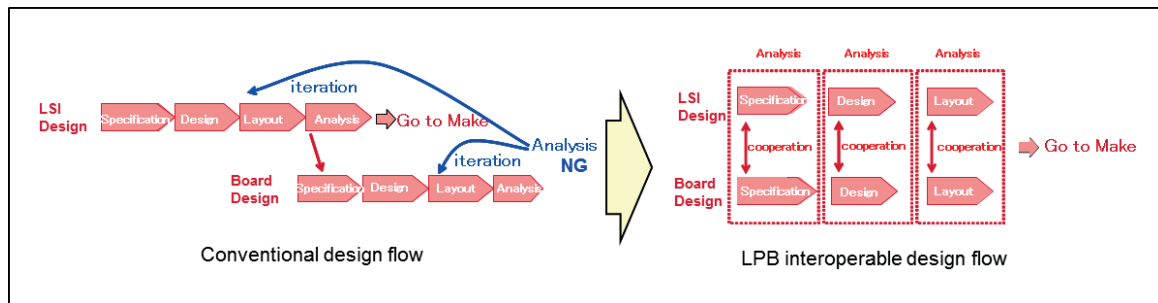 iteration
LSI
Design
Specification
Design
Layout
Analysis
Go to Make
Analysis
NG
iteration
Board
Design
Specification
Design
Layout
Analysis
Conventional design flow
Analysis
Analysis
Analysis
LSI
Design
Specification
Design
Layout
cooperation
cooperation
cooperation
Go to Make
Board
Design
Specification
Design
Layout
LPB interoperable design flow